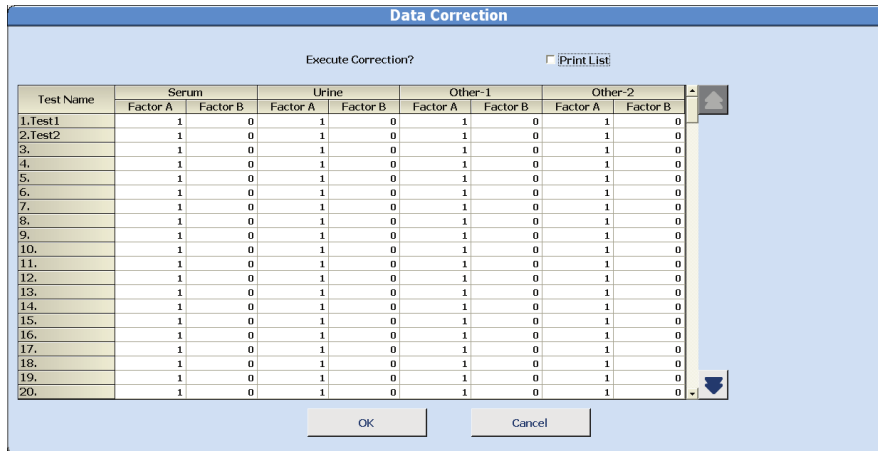 Data Correction
Execute Correction? Print List
Test Name Serum Urine Other-1 Other-2
Factor A Factor B Factor A Factor B Factor A Factor B Factor A Factor B
1.Test1 1 0 1 0 1 0 1 0
2.Test2 1 0 1 0 1 0 1 0
3. 1 0 1 0 1 0 1 0
4. 1 0 1 0 1 0 1 0
5. 1 0 1 0 1 0 1 0
6. 1 0 1 0 1 0 1 0
7. 1 0 1 0 1 0 1 0
8. 1 0 1 0 1 0 1 0
9. 1 0 1 0 1 0 1 0
10. 1 0 1 0 1 0 1 0
11. 1 0 1 0 1 0 1 0
12. 1 0 1 0 1 0 1 0
13. 1 0 1 0 1 0 1 0
14. 1 0 1 0 1 0 1 0
15. 1 0 1 0 1 0 1 0
16. 1 0 1 0 1 0 1 0
17. 1 0 1 0 1 0 1 0
18. 1 0 1 0 1 0 1 0
19. 1 0 1 0 1 0 1 0
20. 1 0 1 0 1 0 1 0
OK Cancel